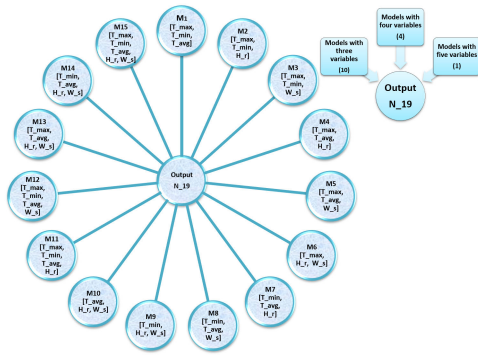 M1
[T_max,
T_min,
T_avg]
M2
[T_max,
T_min,
H_r]
M3
[T_max,
T_min,
W_s]
M4
[T_max,
T_avg,
H_r]
M5
[T_max,
T_avg,
W_s]
M6
[T_max,
H_r, W_s]
M7
[T_min,
T_avg,
H_r]
M8
[T_min,
T_avg,
W_s]
M9
[T_min,
H_r, W_s]
M10
[T_avg,
H_r, W_s]
M11
[T_max,
T_min,
T_avg,
H_r]
M12
[T_max,
T_min,
T_avg,
W_s]
M13
[T_max,
T_avg,
H_r, W_s]
M14
[T_min,
T_avg,
H_r, W_s]
M15
[T_max,
T_min,
T_avg,
H_r, W_s]
Output
N_19
Models with
three
variables
(10)
Models with
four variables
(4)
Models with
five variables
(1)
Output
N_19